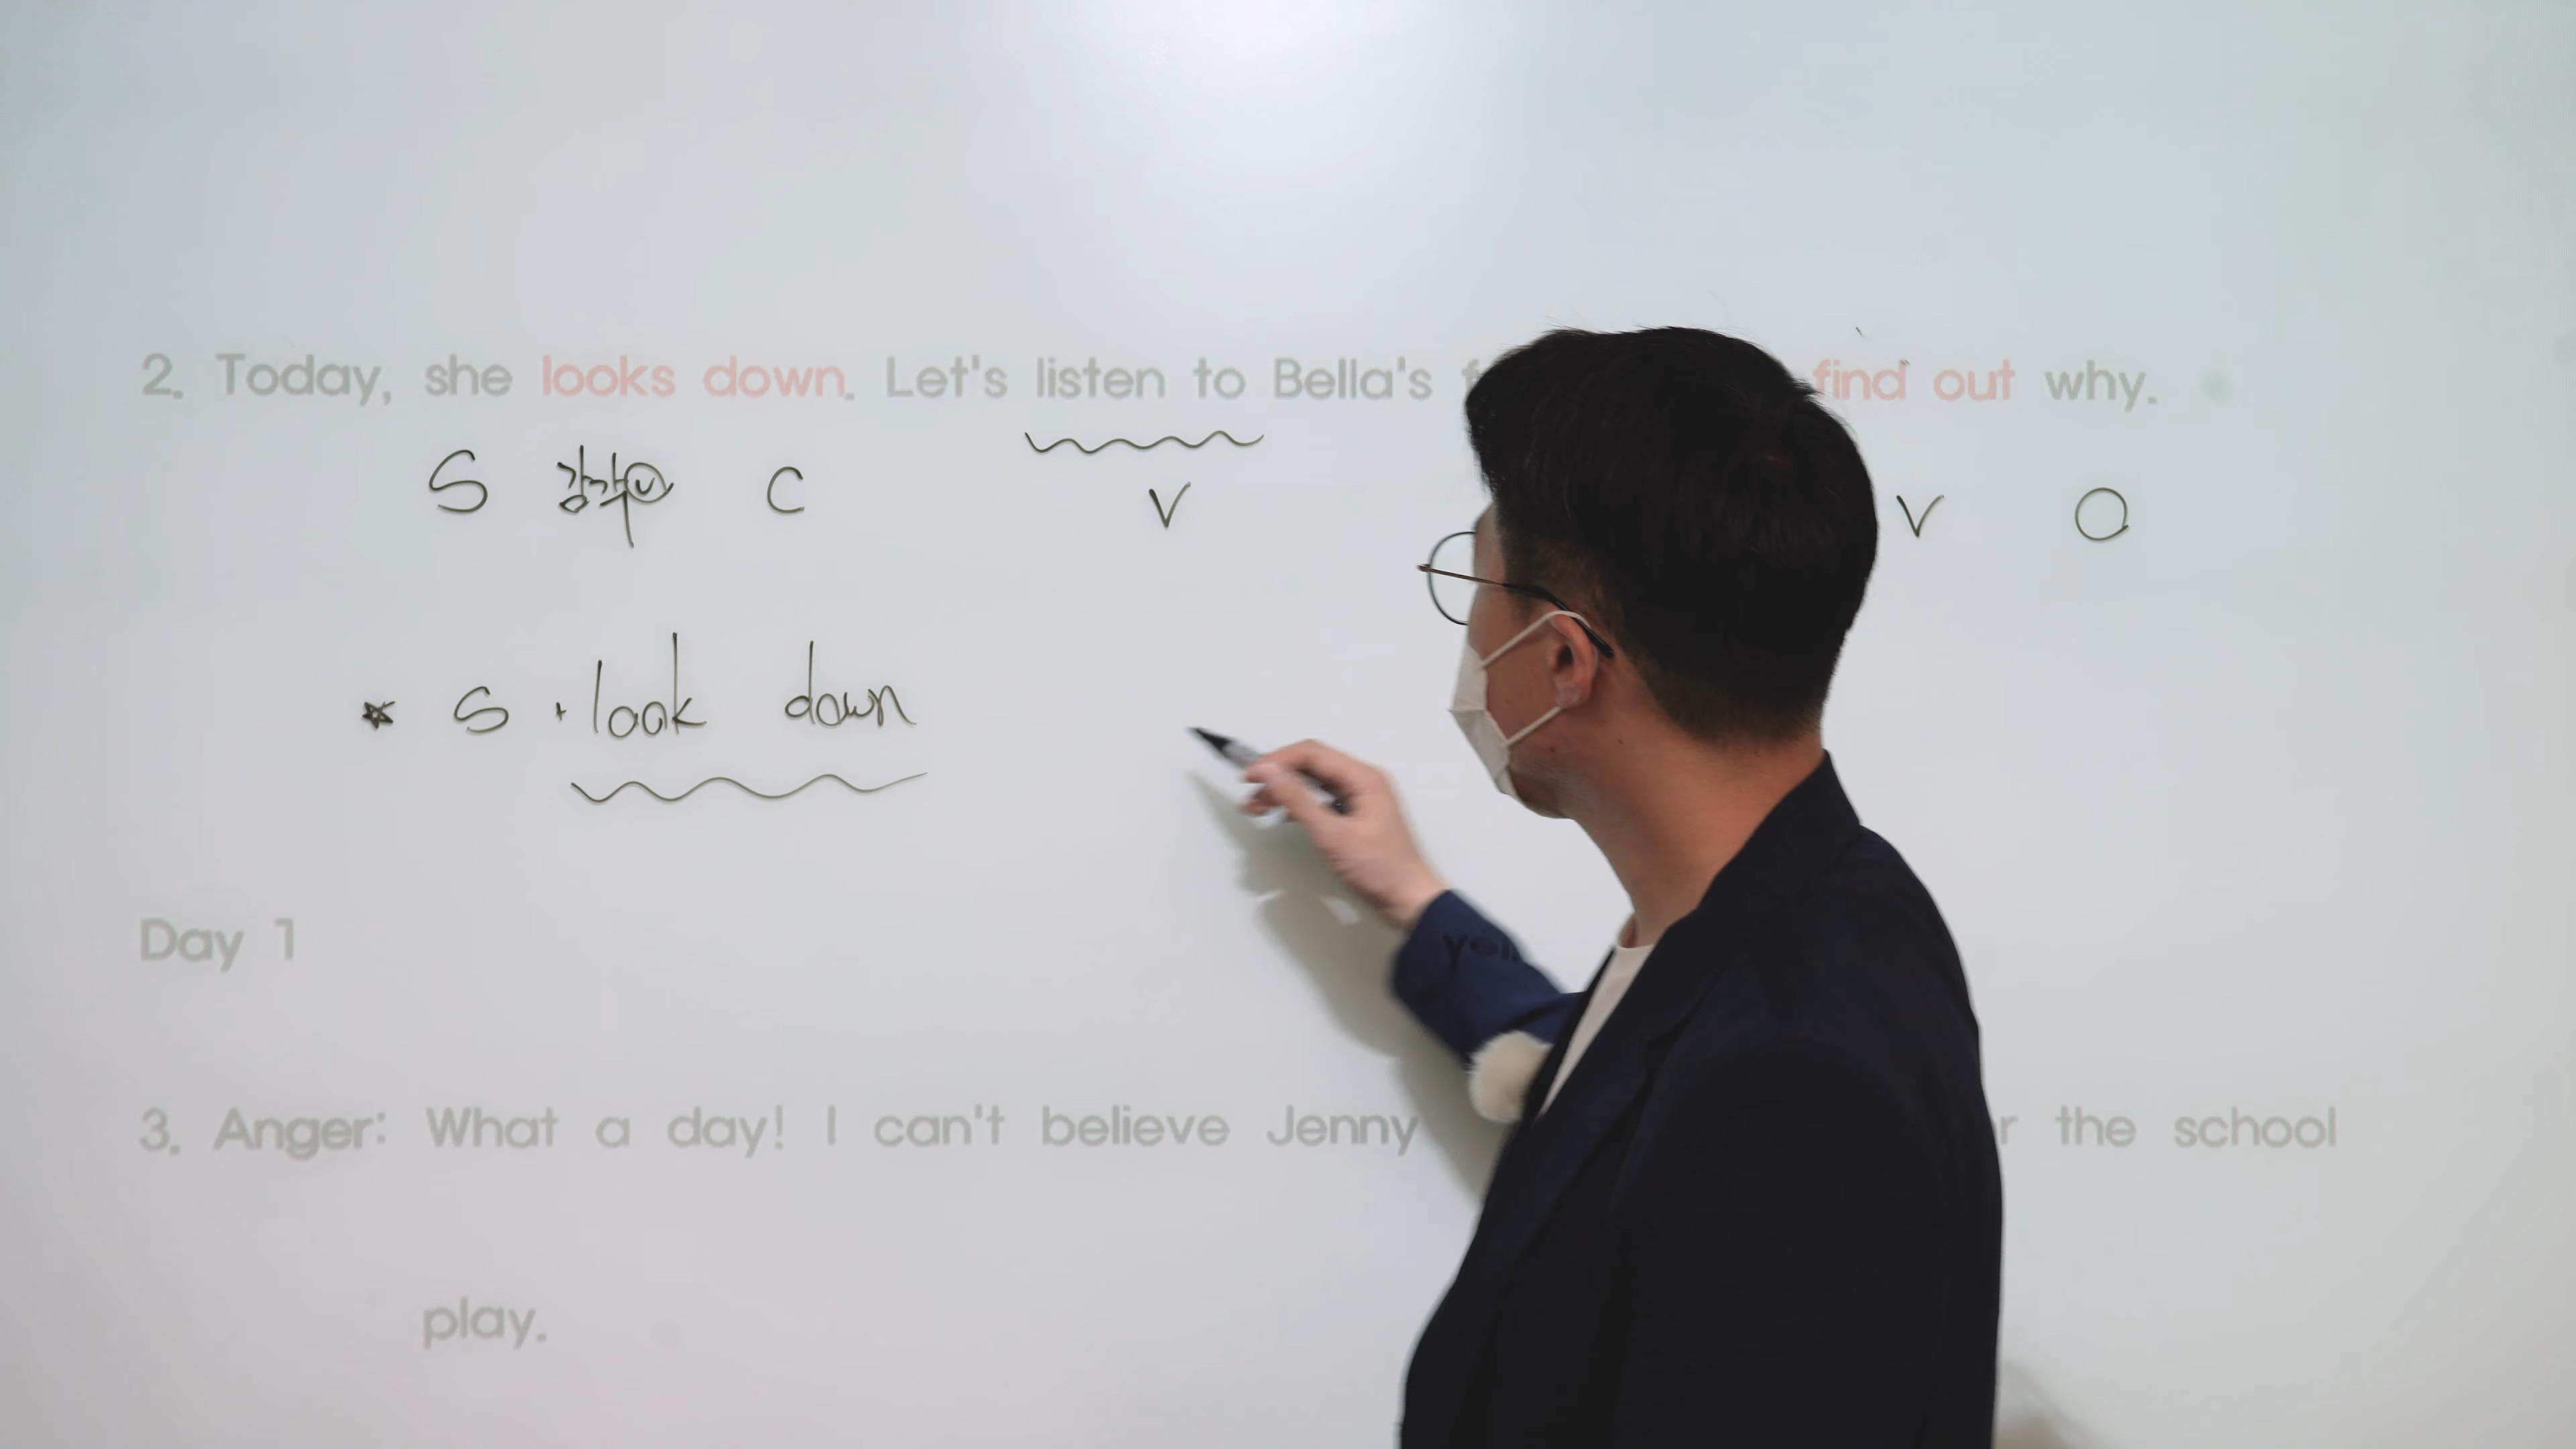 2. Today, she looks down. Let's listen to Bella's find out why.
S 감각ⓥ C V V O
* S + look down
Day 1
3. Anger: What a day! I can't believe Jenny the school
play.